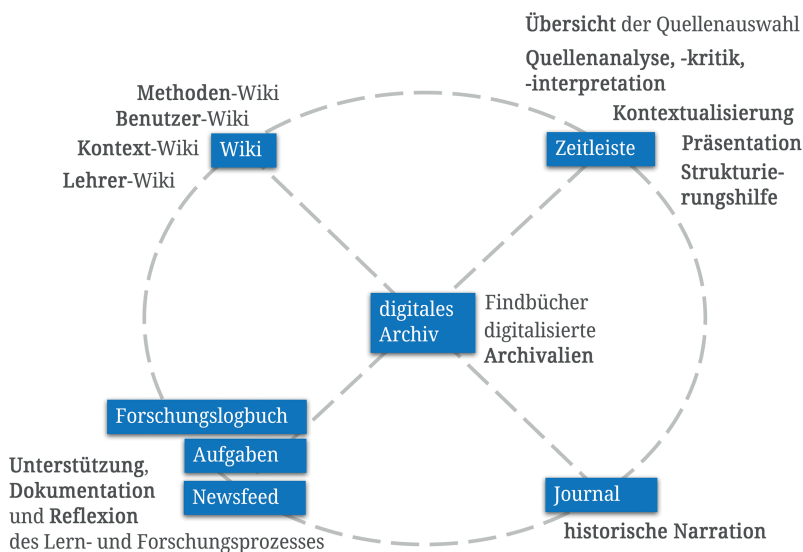 Übersicht der Quellenauswahl
Quellenanalyse, -kritik,
-interpretation
Kontextualisierung
Präsentation
Strukturie-
rungshilfe
Zeitleiste
Methoden-Wiki
Benutzer-Wiki
Kontext-Wiki
Lehrer-Wiki
Wiki
digitales
Archiv
Findbücher
digitalisierte
Archivalien
Forschungslogbuch
Aufgaben
Newsfeed
Unterstützung,
Dokumentation
und Reflexion
des Lern- und Forschungsprozesses
Journal
historische Narration